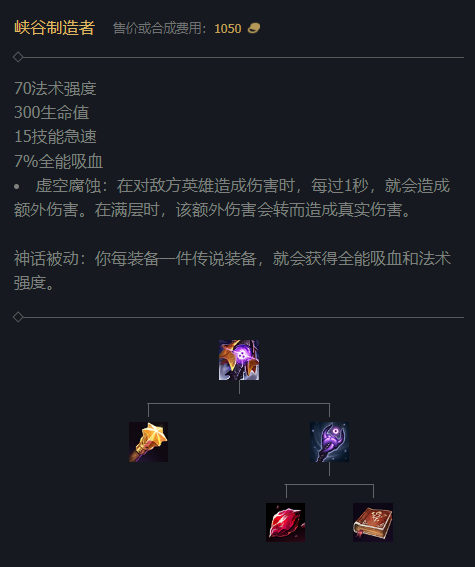 峡谷制造者 售价或合成费用：1050
70法术强度
300生命值
15技能急速
7%全能吸血
• 虚空腐蚀：在对敌方英雄造成伤害时，每过1秒，就会造成
额外伤害。在满层时，该额外伤害会转而造成真实伤害。
神话被动：你每装备一件传说装备，就会获得全能吸血和法术
强度。